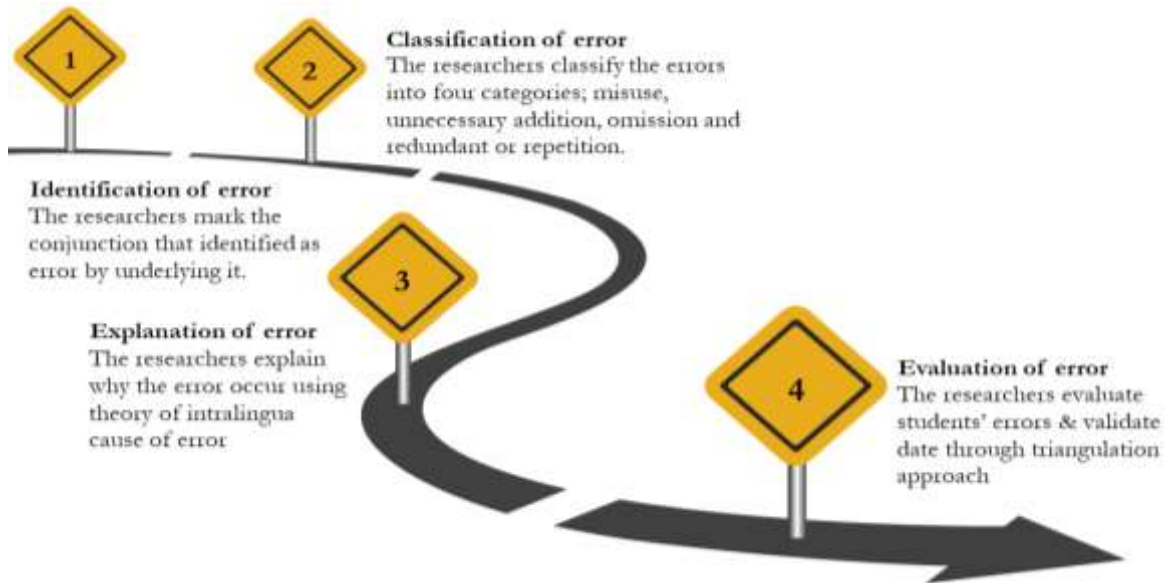 1
Identification of error
The researchers mark the
conjunction that identified as
error by underlying it.
2
Classification of error
The researchers classify the errors
into four categories; misuse,
unnecessary addition, omission and
redundant or repetition.
3
Explanation of error
The researchers explain
why the error occur using
theory of intralingua
cause of error
4
Evaluation of error
The researchers evaluate
students' errors & validate
date through triangulation
approach